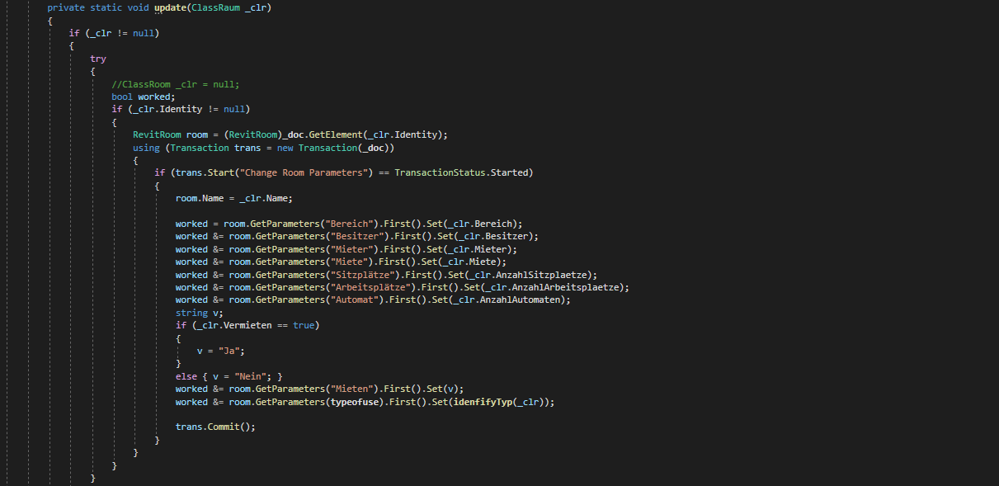 private static void update(ClassRaum _clr)
{
if (_clr != null)
{
try
{
//ClassRoom _clr = null;
bool worked;
if (_clr.Identity != null)
{
RevitRoom room = (RevitRoom)_doc.GetElement(_clr.Identity);
using (Transaction trans = new Transaction(_doc))
{
if (trans.Start("Change Room Parameters") == TransactionStatus.Started)
{
room.Name = _clr.Name;
worked = room.GetParameters("Bereich").First().Set(_clr.Bereich);
worked &= room.GetParameters("Besitzer").First().Set(_clr.Besitzer);
worked &= room.GetParameters("Mieter").First().Set(_clr.Mieter);
worked &= room.GetParameters("Miete").First().Set(_clr.Miete);
worked &= room.GetParameters("Sitzplätze").First().Set(_clr.AnzahlSitzplaetze);
worked &= room.GetParameters("Arbeitsplätze").First().Set(_clr.AnzahlArbeitsplaetze);
worked &= room.GetParameters("Automat").First().Set(_clr.AnzahlAutomaten);
string v;
if (_clr.Vermieten == true)
{
v = "Ja";
}
else { v = "Nein"; }
worked &= room.GetParameters("Mieten").First().Set(v);
worked &= room.GetParameters(typeofuse).First().Set(idenfifyTyp(_clr));
trans.Commit();
}
}
}
}